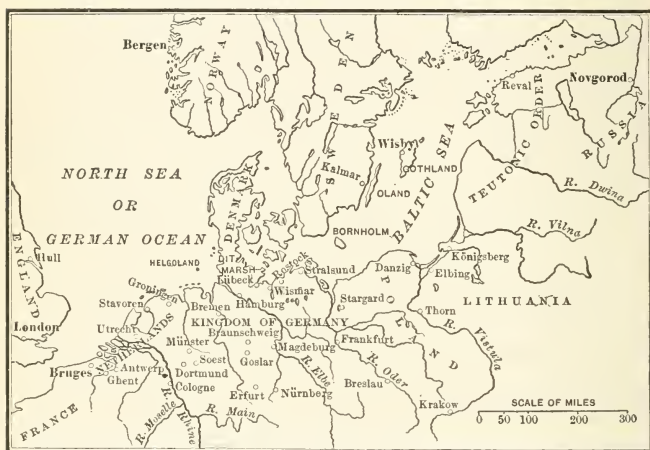 Bergen
NORWAY
SWEDEN
Reval
Novgorod
TEUTONIC ORDER
RUSSIA
Wisby
GOTHLAND
Kalmar
OLAND
BALTIC SEA
NORTH SEA
OR
GERMAN OCEAN
DENMARK
R. Dwina
R. Vilna
BORNHOLM
HELGOLAND
DIT
MARSH
Lübeck
Rostock
Stralsund
Wismar
Danzig
Königsberg
Elbing
ENGLAND
Hull
London
Groningen
Stavoren
Bremen
Hamburg
Stargard
POLAND
LITHUANIA
Utrecht
NETHERLANDS
KINGDOM OF GERMANY
Braunschweig
Magdeburg
Frankfurt
Thorn
R. Vistula
Münster
Soest
Goslar
R. Elbe
R. Oder
Bruges
Antwerp
Ghent
Dortmund
Cologne
Erfurt
Nürnberg
Breslau
Krakow
FRANCE
R. Moselle
R. Rhine
R. Main
SCALE OF MILES
0 50 100 200 300